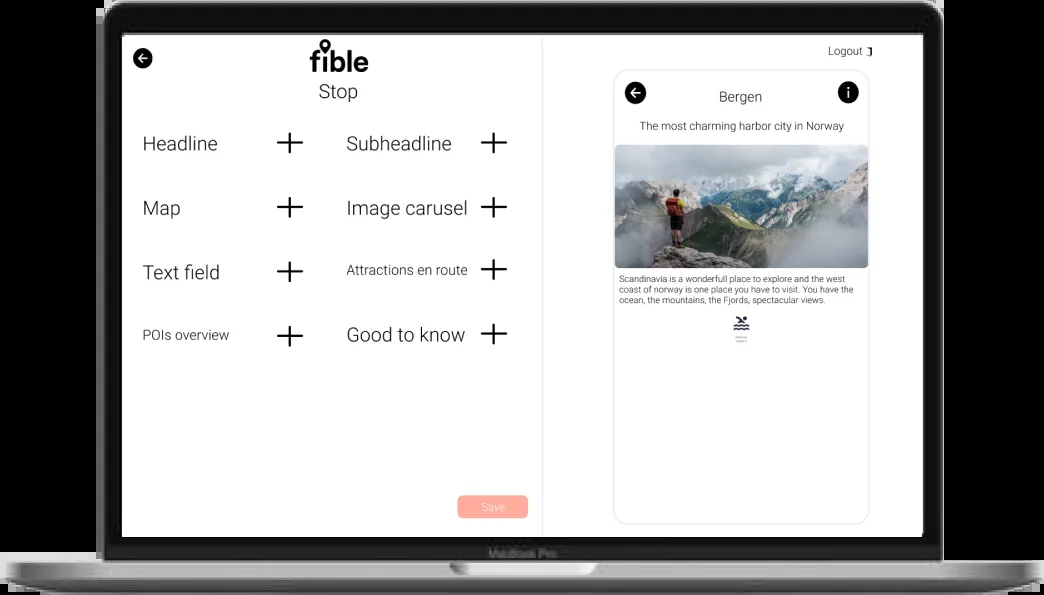 fible
Stop
Headline
Subheadline
Map
Image carusel
Text field
Attractions en route
POIs overview
Good to know
Save
Logout
Bergen
The most charming harbor city in Norway
Scandinavia is a wonderfull place to explore and the west
coast of norway is one place you have to visit. You have the
ocean, the mountains, the Fjords, spectacular views.
MacBook Pro